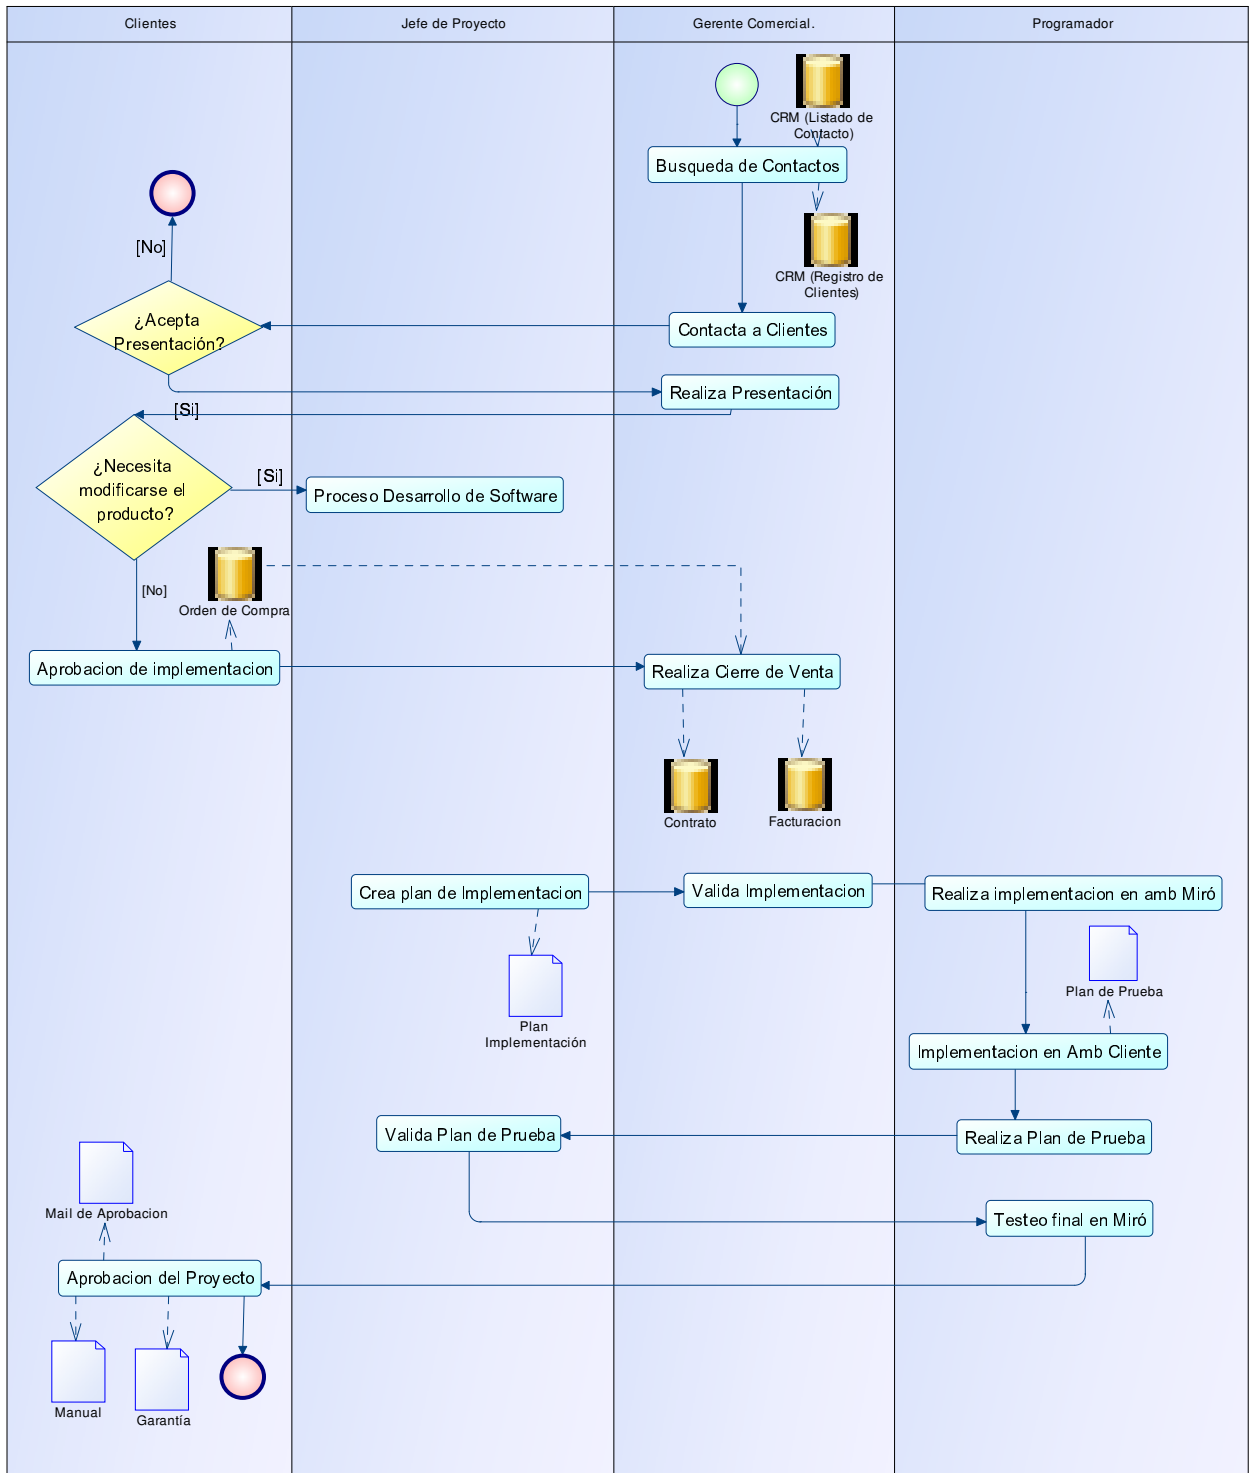 Clientes
Jefe de Proyecto
Gerente Comercial.
Programador
CRM (Listado de
Contacto)
Busqueda de Contactos
CRM (Registro de
Clientes)
[No]
¿Acepta
Presentación?
Contacta a Clientes
Realiza Presentación
[Si]
¿Necesita
modificarse el
producto?
[Si]
Proceso Desarrollo de Software
[No]
Orden de Compra
Aprobacion de implementacion
Realiza Cierre de Venta
Contrato
Facturacion
Crea plan de Implementacion
Valida Implementacion
Realiza implementacion en amb Miró
Plan
Implementación
Plan de Prueba
Implementacion en Amb Cliente
Valida Plan de Prueba
Realiza Plan de Prueba
Mail de Aprobacion
Testeo final en Miró
Aprobacion del Proyecto
Manual
Garantía